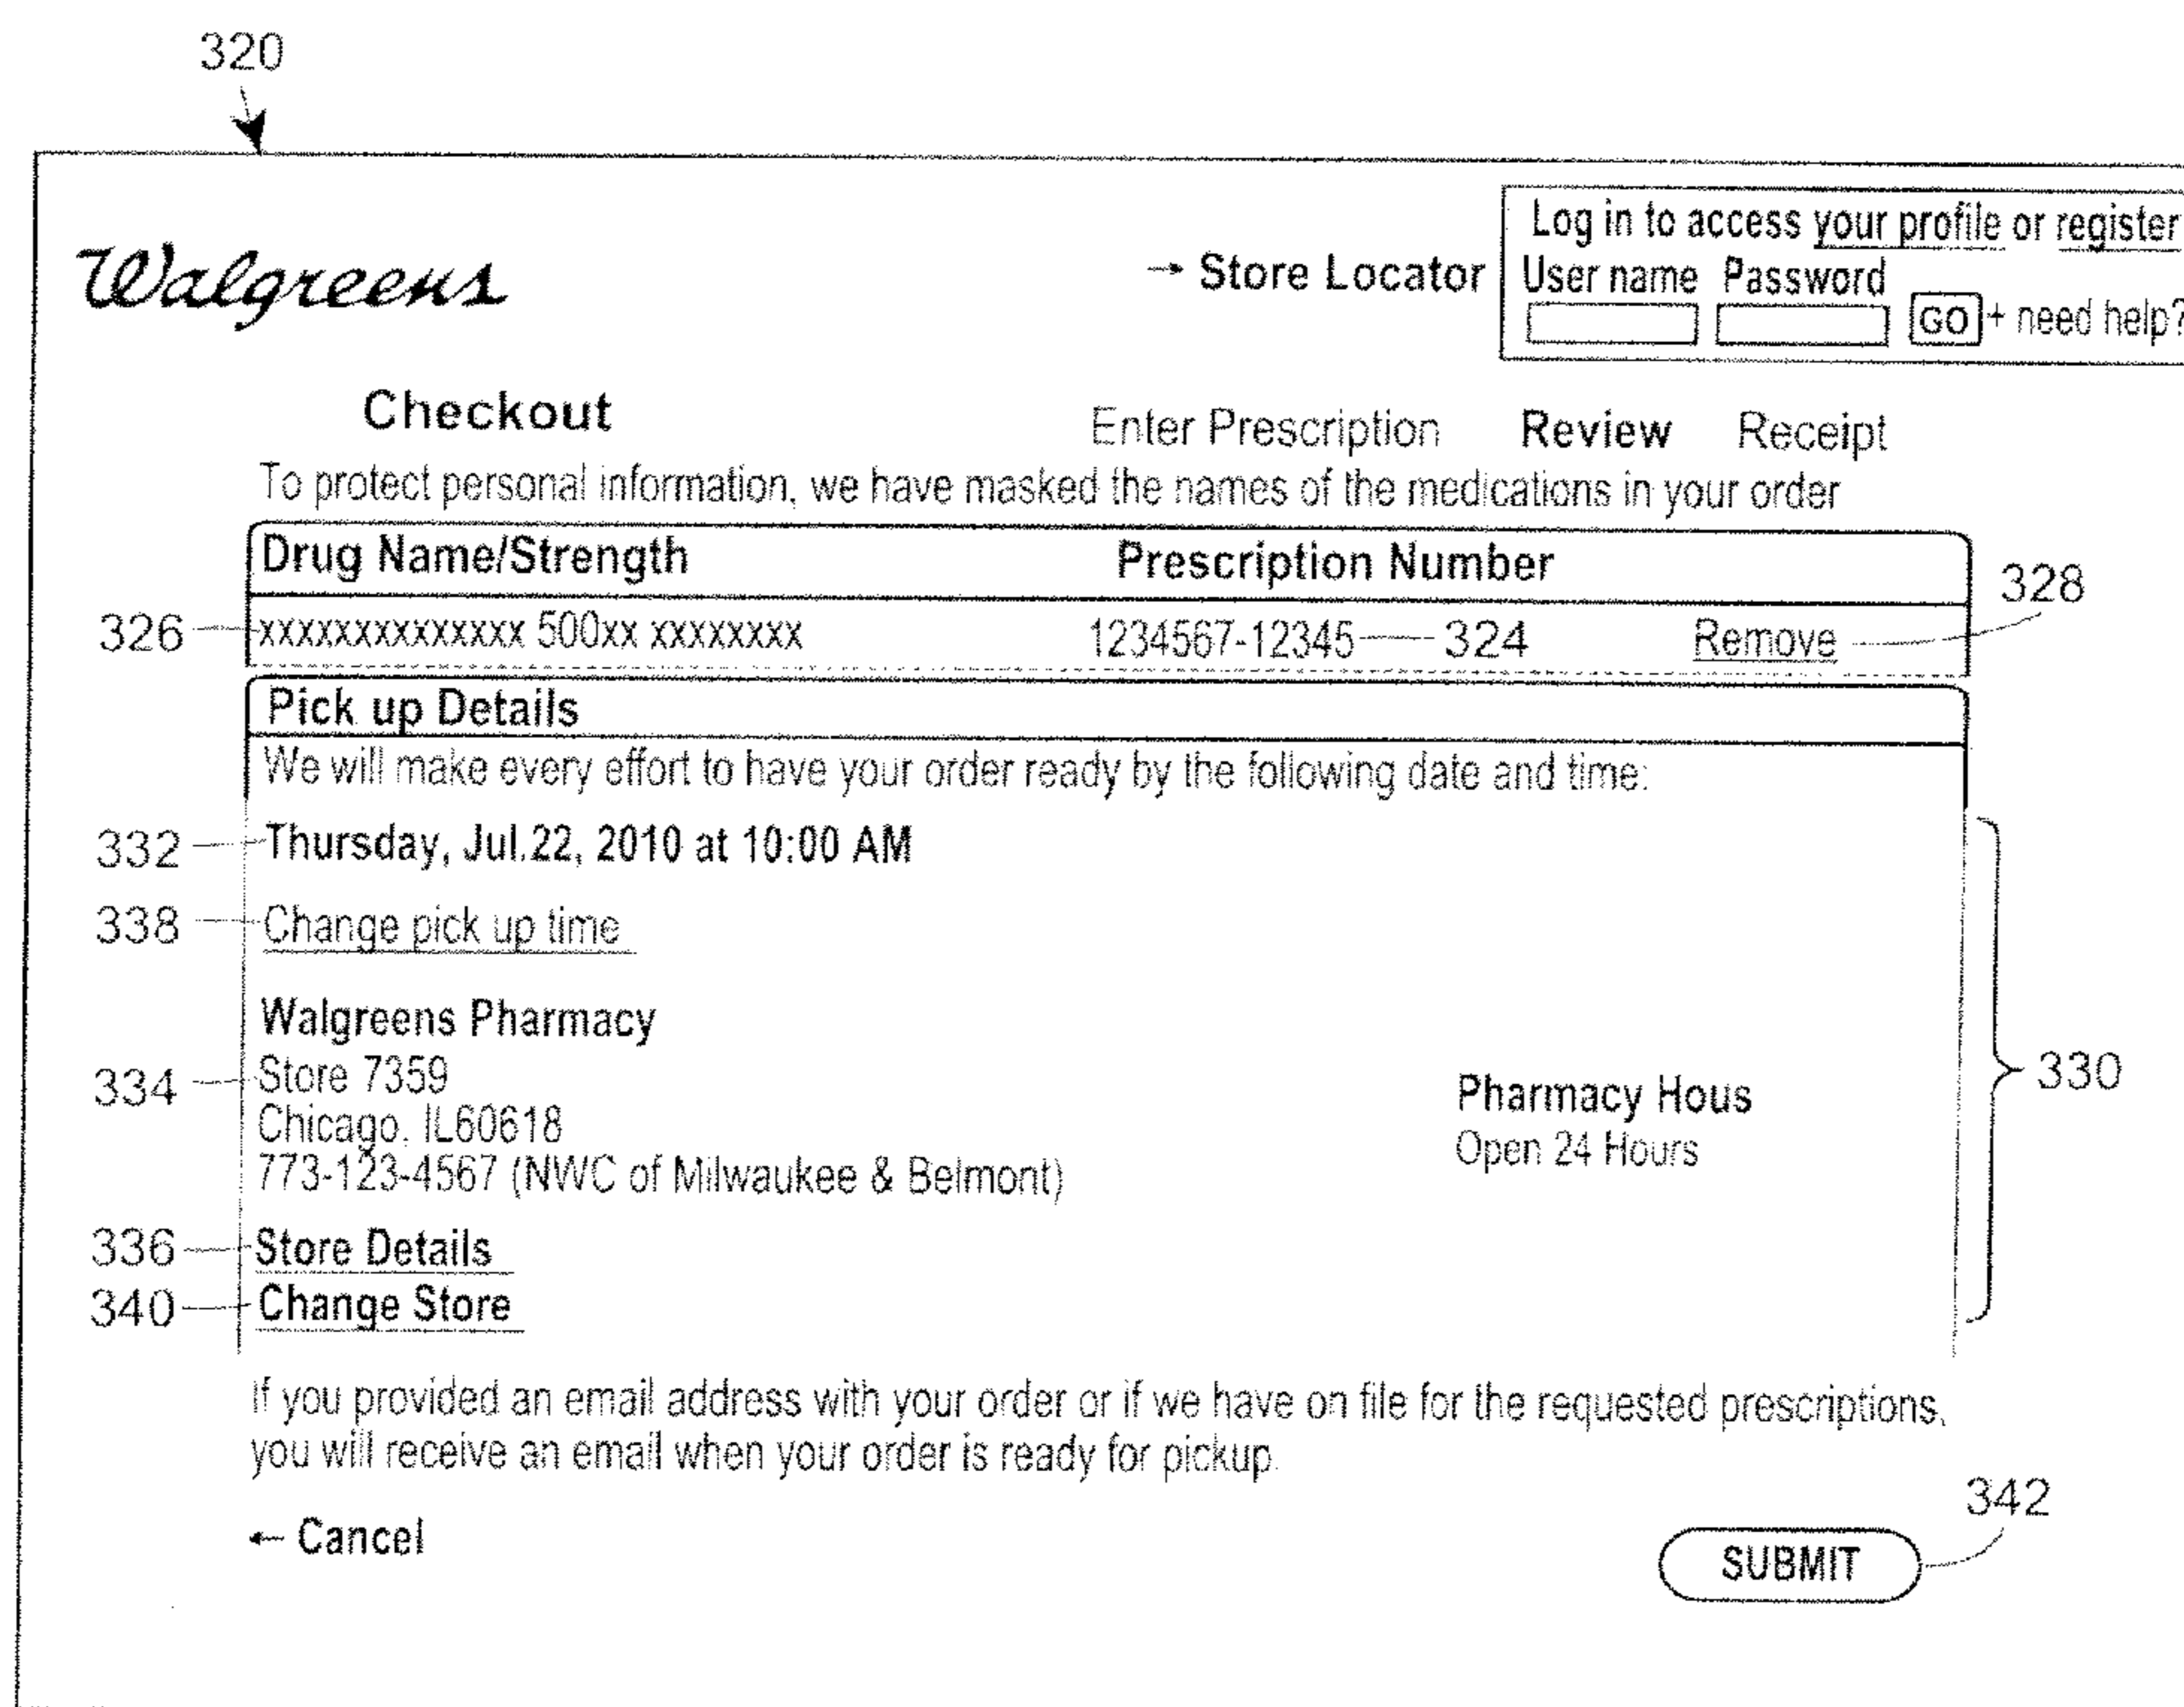 320
Walgreens
→ Store Locator
Log in to access your profile or register
User name Password
GO + need help?
Checkout
Enter Prescription Review Receipt
To protect personal information, we have masked the names of the medications in your order
Drug Name/Strength Prescription Number
328
326 xxxxxxxxxxxxxx 500xx xxxxxxxx 1234567-12345 324 Remove
Pick up Details
We will make every effort to have your order ready by the following date and time:
332 Thursday, Jul.22, 2010 at 10:00 AM
338 Change pick up time
Walgreens Pharmacy
334 Store 7359
Chicago, IL60618
773-123-4567 (NWC of Milwaukee & Belmont)
Pharmacy Hous
Open 24 Hours
330
336 Store Details
340 Change Store
If you provided an email address with your order or if we have on file for the requested prescriptions,
you will receive an email when your order is ready for pickup.
← Cancel
342
SUBMIT